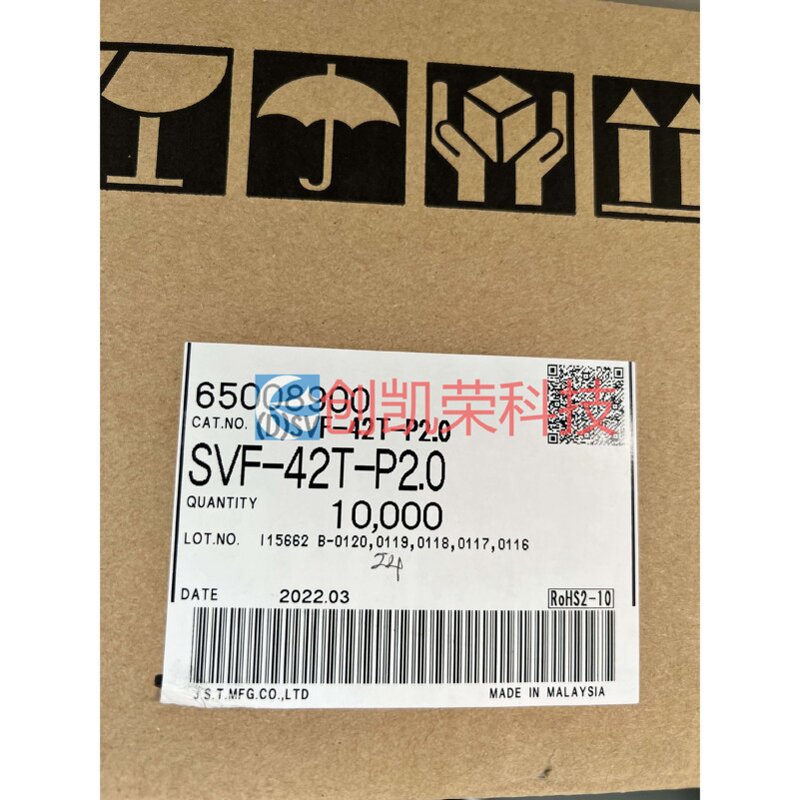 65008900
创凯荣科技
CAT.NO. (D)SVF-42T-P2.0
SVF-42T-P2.0
QUANTITY 10,000
LOT.NO. I15662 B-0120,0119,0118,0117,0116
DATE 2022.03 RoHS2-10
J.S.T.MFG.CO.,LTD MADE IN MALAYSIA